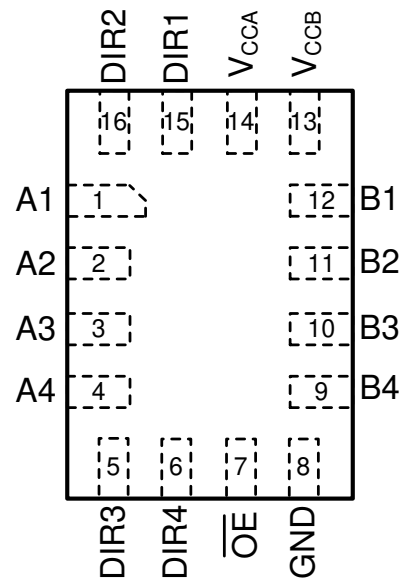 DIR2 DIR1 VCCA VCCB
16 15 14 13
A1 1 12 B1
A2 2 11 B2
A3 3 10 B3
A4 4 9 B4
5 6 7 8
DIR3 DIR4 O̅E̅ GND